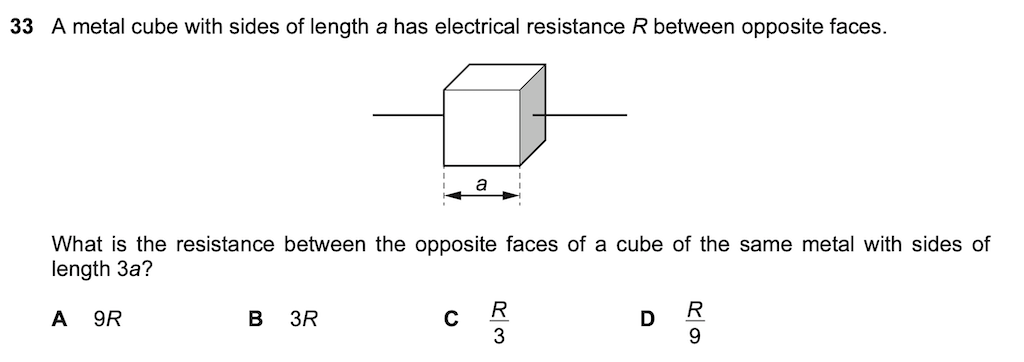 33 A metal cube with sides of length a has electrical resistance R between opposite faces.
a
What is the resistance between the opposite faces of a cube of the same metal with sides of
length 3a?
A 9R B 3R C R/3 D R/9